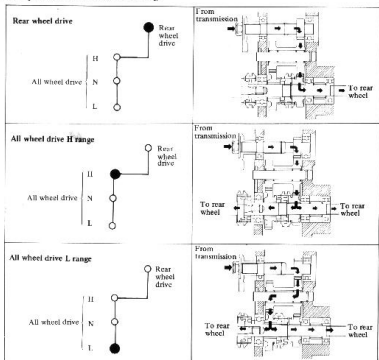 Rear wheel drive
Rear
wheel
drive
H
All wheel drive
N
L
From
transmission
To rear
wheel
All wheel drive H range
Rear
wheel
drive
H
All wheel drive
N
L
From
transmission
To rear
wheel
To rear
wheel
All wheel drive L range
Rear
wheel
drive
H
All wheel drive
N
L
From
transmission
To rear
wheel
To rear
wheel